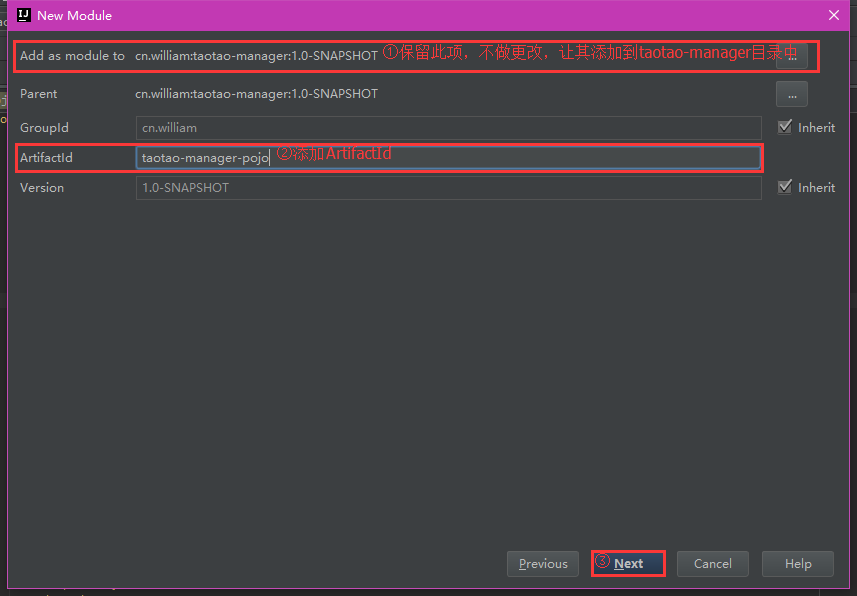 New Module
Add as module to cn.william:taotao-manager:1.0-SNAPSHOT ①保留此项，不做更改，让其添加到taotao-manager目录中 ...
Parent cn.william:taotao-manager:1.0-SNAPSHOT ...
GroupId cn.william Inherit
ArtifactId taotao-manager-pojo ②添加ArtifactId
Version 1.0-SNAPSHOT Inherit
Previous ③ Next Cancel Help